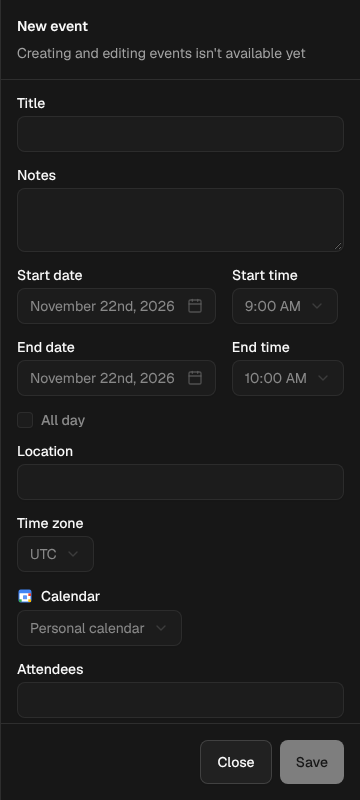 New event
Creating and editing events isn't available yet
Title
Notes
Start date
Start time
November 22nd, 2026
9:00 AM
End date
End time
November 22nd, 2026
10:00 AM
All day
Location
Time zone
UTC
Calendar
Personal calendar
Attendees
Close
Save